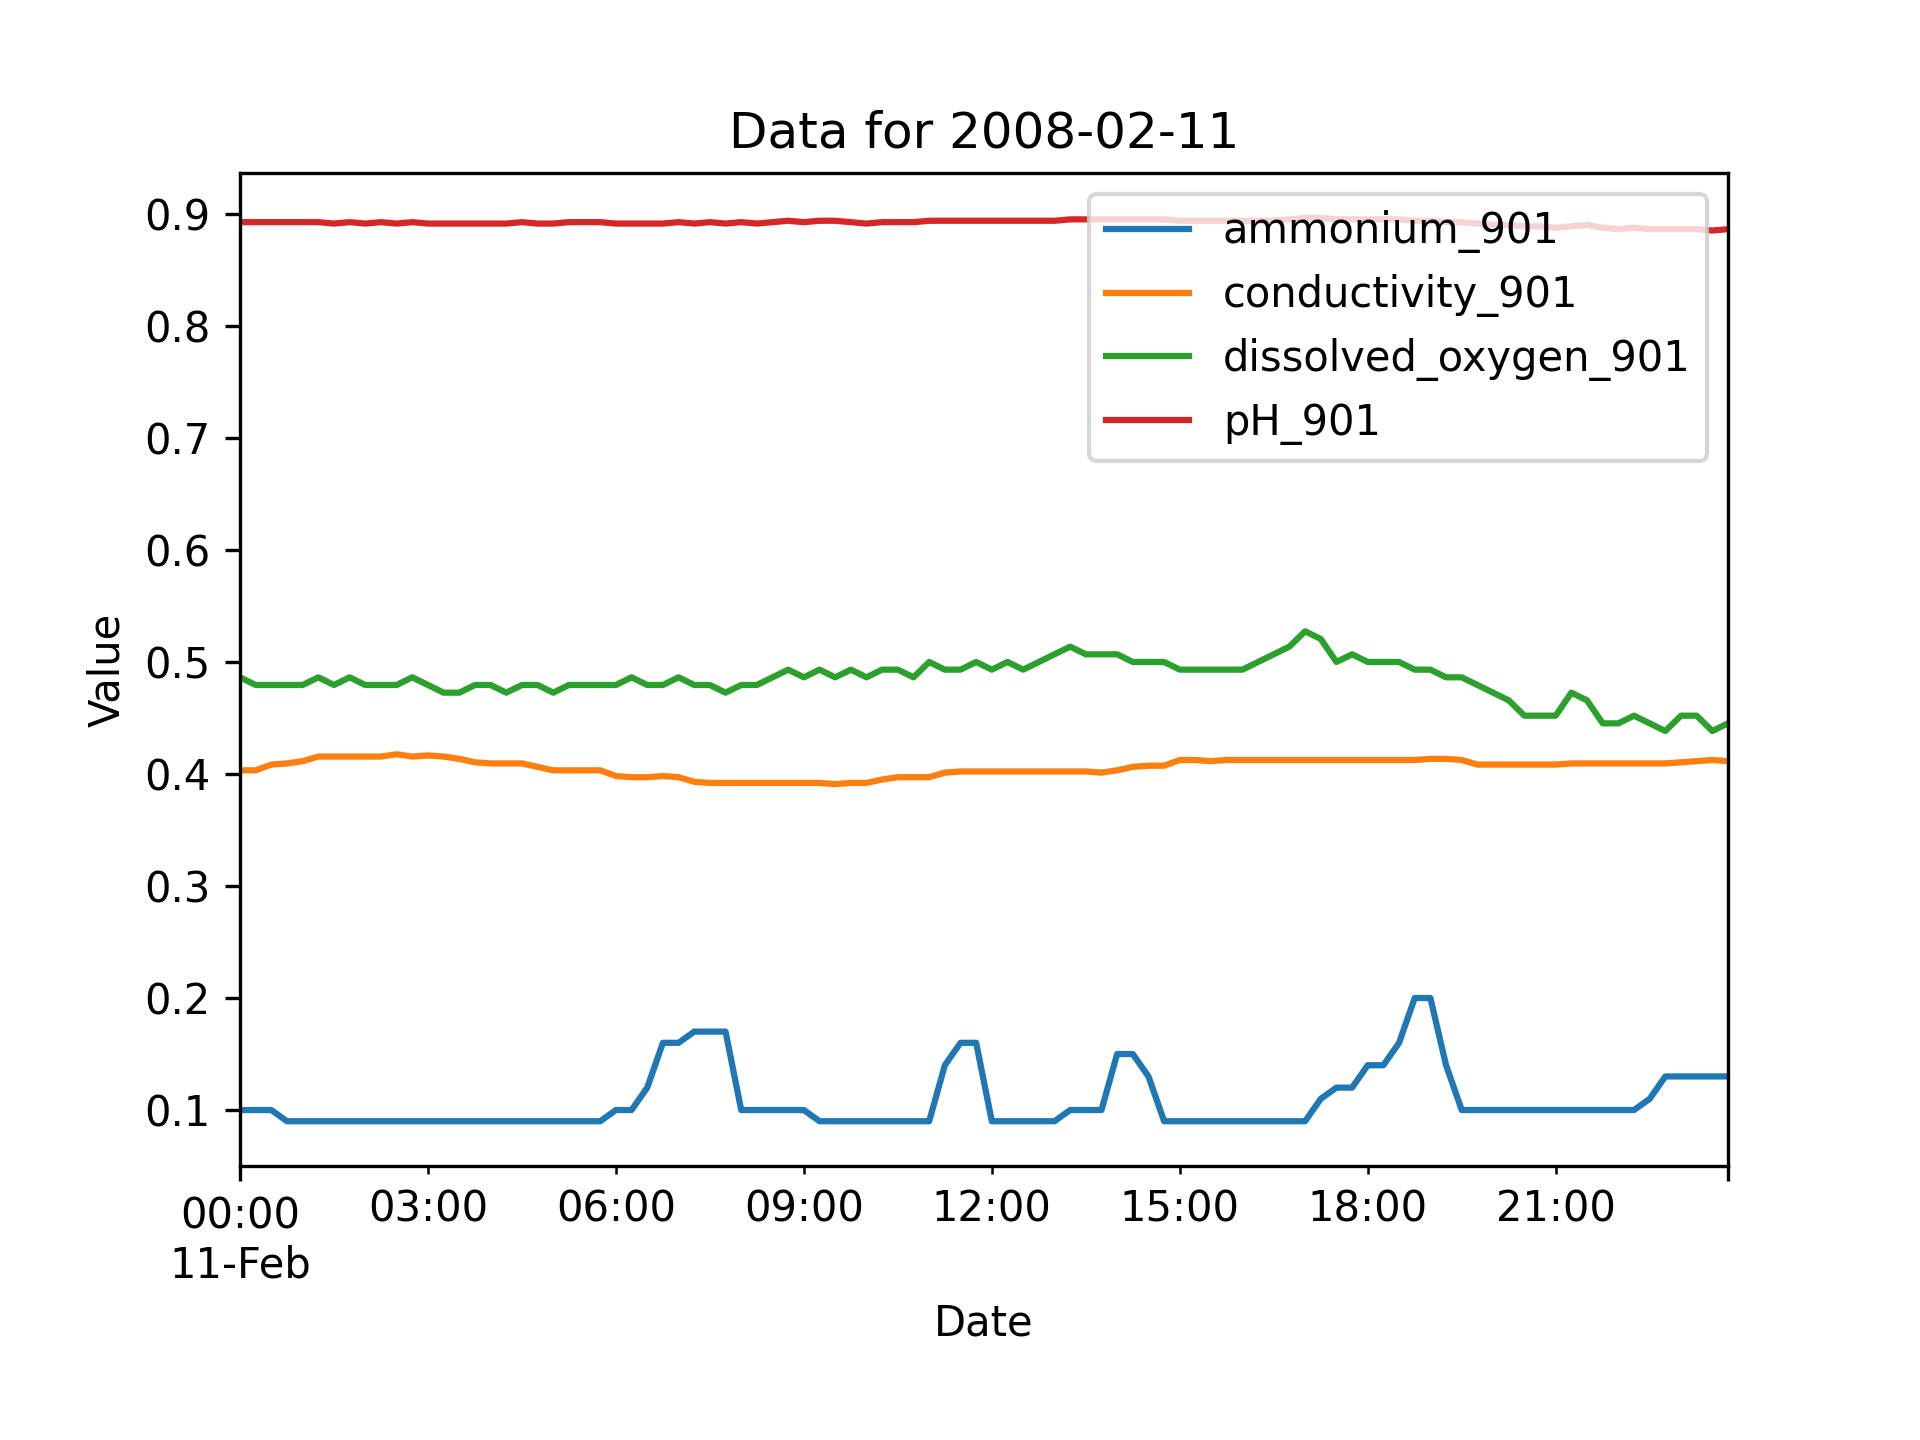 Data for 2008-02-11
ammonium_901
conductivity_901
dissolved_oxygen_901
pH_901
Value
0.9
0.8
0.7
0.6
0.5
0.4
0.3
0.2
0.1
00:00 03:00 06:00 09:00 12:00 15:00 18:00 21:00
11-Feb
Date